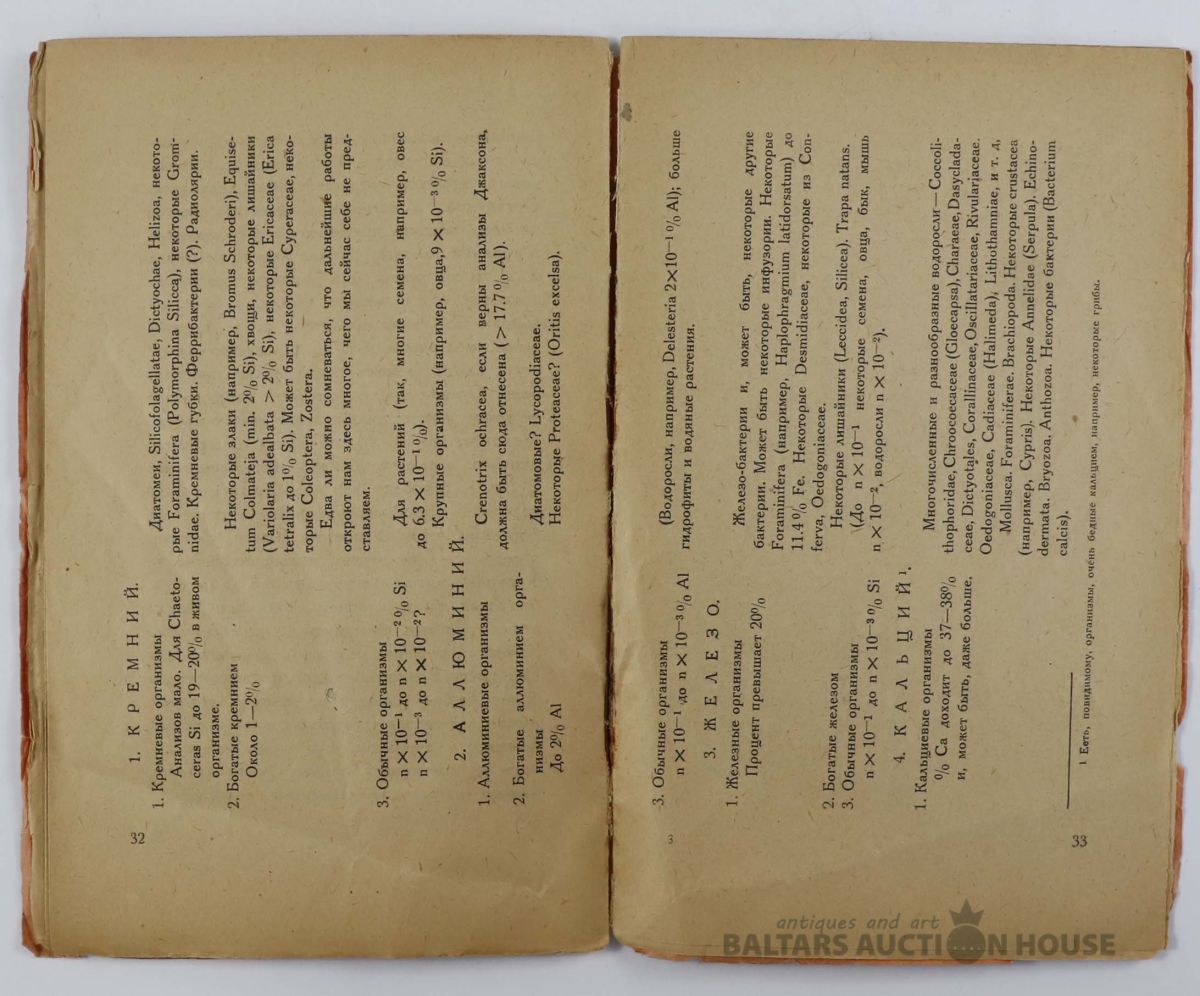 32
1. КРЕМНИЙ.
1. Кремневые организмы
Анализов мало. Для Chaeto-
ceras Si до 19—20% в живом
организме.
Диатомеи, Silicofolagellatae, Dictyochae, Helizoa, некото-
рые Foraminifera (Polymorphina Silicca), некоторые Gromi-
nidae. Кремневые губки. Феррибактерии (?). Радиолярии.
2. Богатые кремнием
Около 1—2%
Некоторые злаки (например, Bromus Schroderi), Equise-
tum Colmateja (min. 2% Si), хвощи, некоторые лишайники
(Variolaria adealbata > 2% Si), некоторые Ericaceae (Erica
tetralix до 1% Si). Может быть некоторые Cyperaceae, неко-
торые Coleoptera, Zostera.
Едва ли можно сомневаться, что дальнейшие работы
откроют нам здесь многое, чего мы сейчас себе не пред-
ставляем.
3. Обычные организмы
n × 10—1 до n × 10—2% Si
n × 10—3 до n × 10—2?
Для растений (так, многие семена, например, овес
до 6.3 × 10—1%).
Крупные организмы (например, овца, 9 × 10—3% Si).
2. АЛЛЮМИНИЙ.
1. Аллюминиевые организмы
Crenotrix ochracea, если верны анализы Джаксона,
должна быть сюда отнесена (> 17.7% Al).
2. Богатые аллюминием орга-
низмы
До 2% Al
Диатомовые? Lycopodiaceae.
Некоторые Proteaceae? (Oritis excelsa).
3. Обычные организмы
n × 10—1 до n × 10—3% Al
(Водоросли, например, Delesteria 2×10—1% Al); больше
гидрофиты и водяные растения.
3. ЖЕЛЕЗО.
1. Железные организмы
Процент превышает 20%
Железо-бактерии и, может быть, некоторые другие
бактерии. Может быть некоторые инфузории. Некоторые
Foraminifera (например, Haplophragmium latidorsatum) до
11.4% Fe. Некоторые Desmidiaceae, некоторые из Con-
ferva, Oedogoniaceae.
2. Богатые железом
Некоторые лишайники (Leccidea, Silicea). Trapa natans.
3. Обычные организмы
n × 10—1 до n × 10—3% Si
(До n × 10—1 некоторые семена, овца, бык, мышь
n × 10—2, водоросли n × 10—2).
4. КАЛЬЦИЙ 1.
1. Кальциевые организмы
% Ca доходит до 37—38%
и, может быть, даже больше.
Многочисленные и разнообразные водоросли—Coccoli-
thophoridae, Chroocecaceae (Gloecapsa), Charaeae, Dasyclada-
ceae, Dictyotales, Corallinaceae, Oscillatariaceae, Rivulariaceae.
Oedogoniaceae, Cadiaceae (Halimeda), Lithothamniae, и т. д,
Mollusca. Foraminiferae. Brachiopoda. Некоторые crustacea
(например, Cypris). Некоторые Annelidae (Serpula). Echino-
dermata. Bryozoa. Anthozoa. Некоторые бактерии (Bacterium
calcis).
1 Есть, повидимому, организмы, очень бедные кальцием, например, некоторые грибы.
3
33
antiques and art
BALTARS AUCTION HOUSE